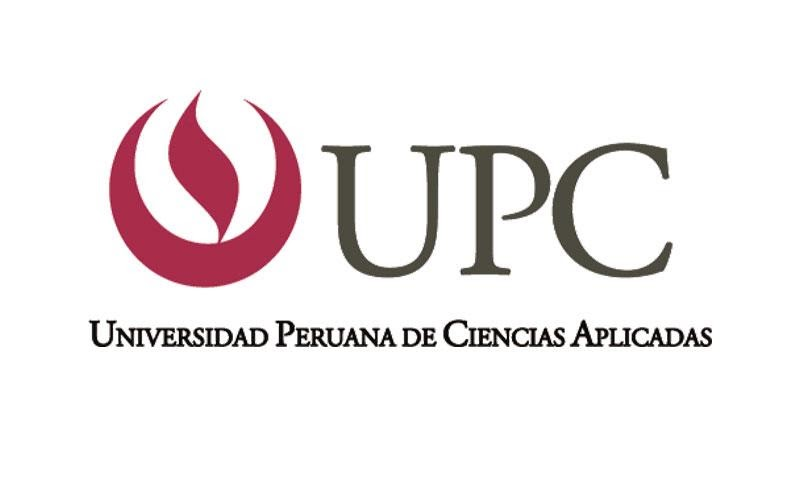 UPC
UNIVERSIDAD PERUANA DE CIENCIAS APLICADAS